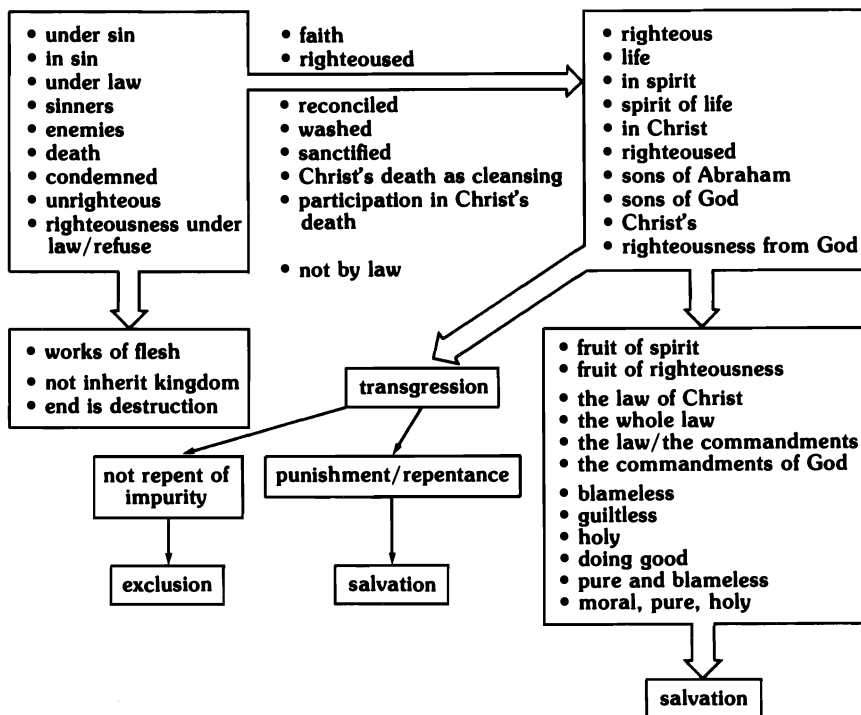 • under sin
• in sin
• under law
• sinners
• enemies
• death
• condemned
• unrighteous
• righteousness under
law/refuse
• faith
• righteoused
• reconciled
• washed
• sanctified
• Christ's death as cleansing
• participation in Christ's
death
• not by law
• righteous
• life
• in spirit
• spirit of life
• in Christ
• righteoused
• sons of Abraham
• sons of God
• Christ's
• righteousness from God
• works of flesh
• not inherit kingdom
• end is destruction
transgression
not repent of
impurity
punishment/repentance
exclusion
salvation
• fruit of spirit
• fruit of righteousness
• the law of Christ
• the whole law
• the law/the commandments
• the commandments of God
• blameless
• guiltless
• holy
• doing good
• pure and blameless
• moral, pure, holy
salvation